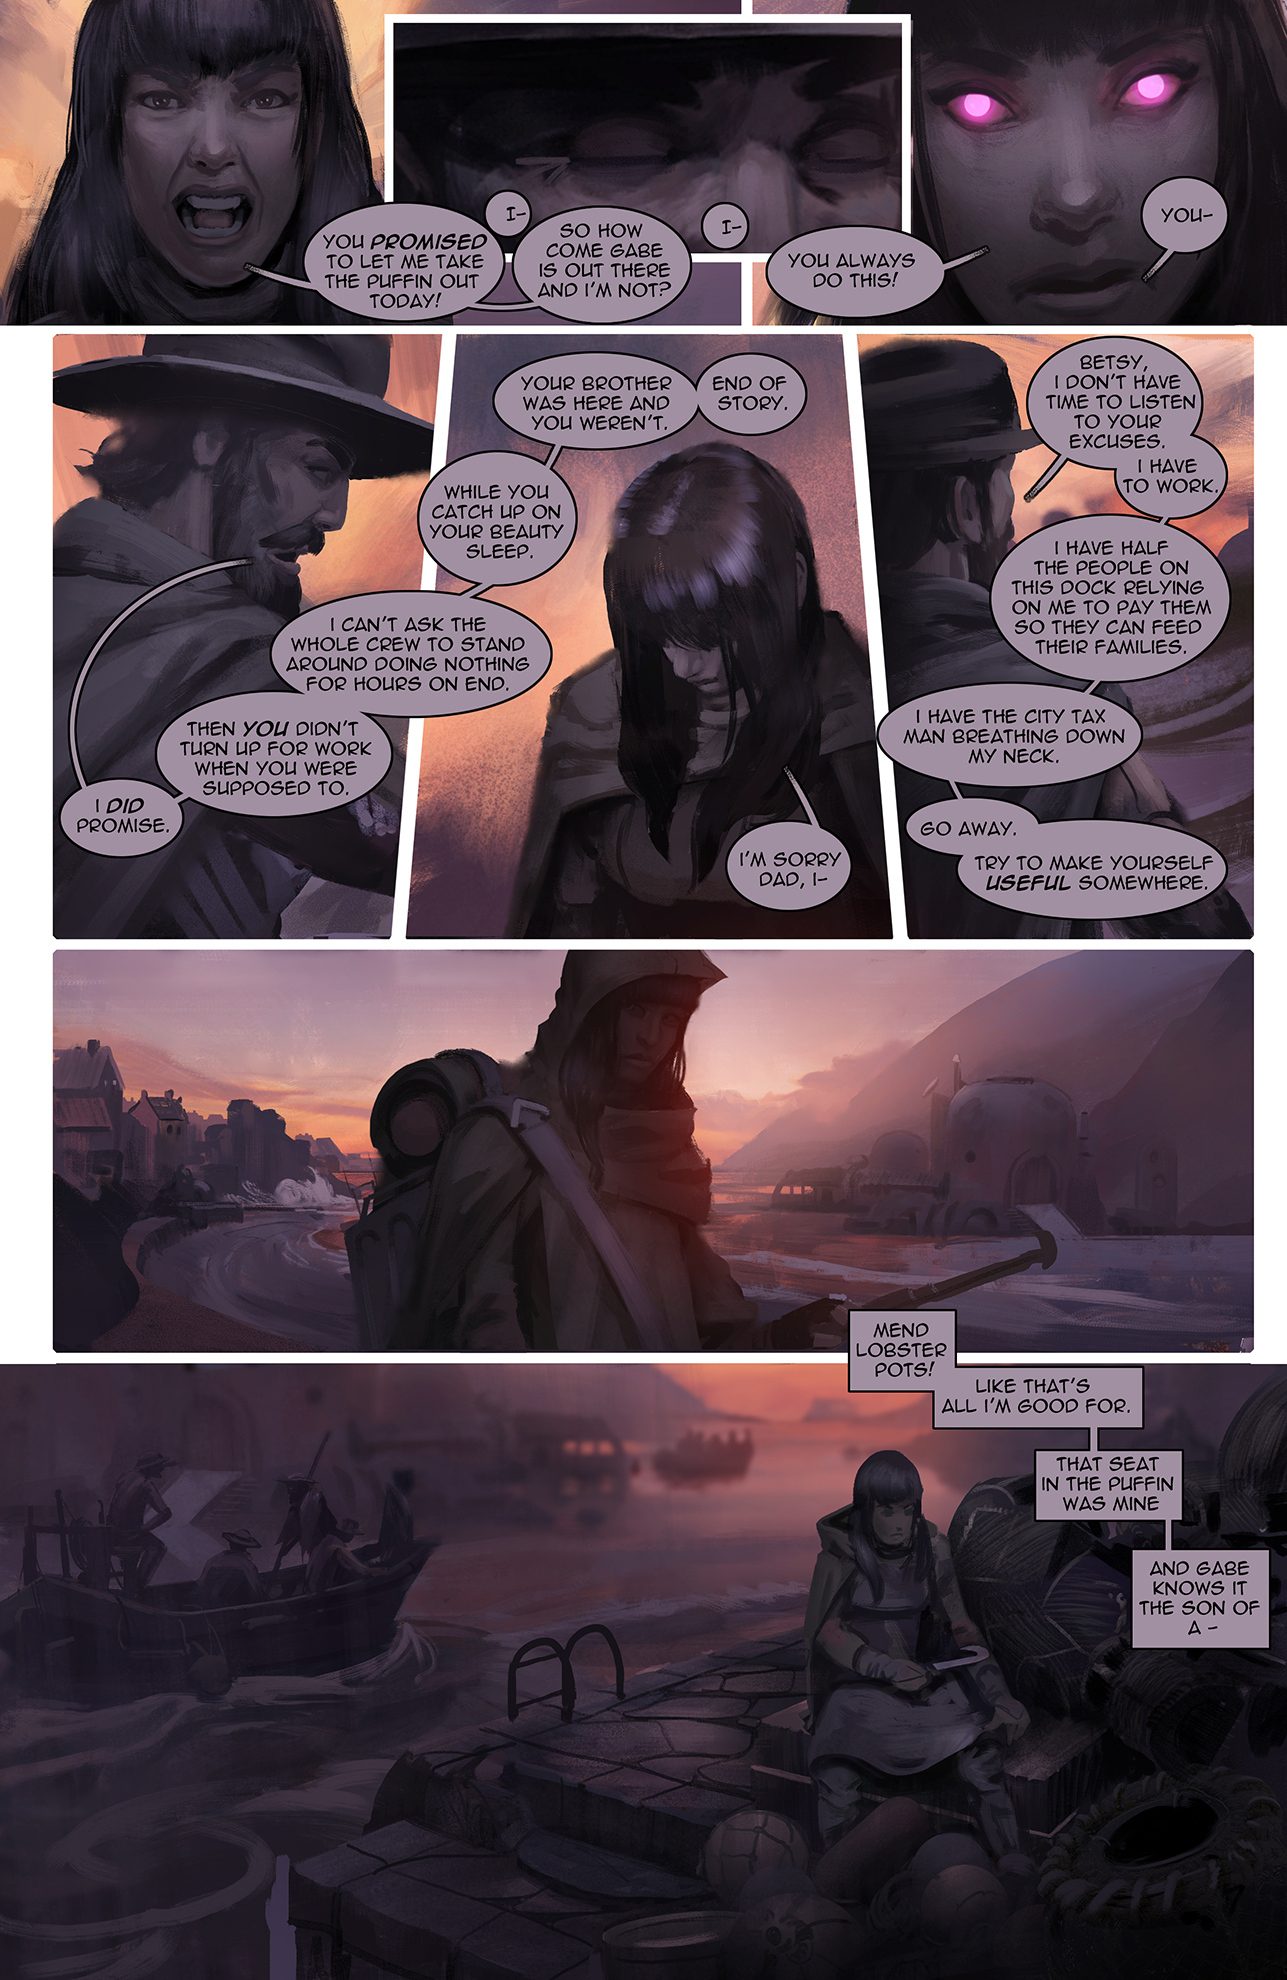 YOU PROMISED
TO LET ME TAKE
THE PUFFIN OUT
TODAY!
I-
SO HOW
COME GABE
IS OUT THERE
AND I'M NOT?
I-
YOU ALWAYS
DO THIS!
YOU-
I DID
PROMISE.
THEN YOU DIDN'T
TURN UP FOR WORK
WHEN YOU WERE
SUPPOSED TO.
I CAN'T ASK THE
WHOLE CREW TO STAND
AROUND DOING NOTHING
FOR HOURS ON END.
WHILE YOU
CATCH UP ON
YOUR BEAUTY
SLEEP.
YOUR BROTHER
WAS HERE AND
YOU WEREN'T.
END OF
STORY.
I'M SORRY
DAD, I-
BETSY,
I DON'T HAVE
TIME TO LISTEN
TO YOUR
EXCUSES.
I HAVE
TO WORK.
I HAVE HALF
THE PEOPLE ON
THIS DOCK RELYING
ON ME TO PAY THEM
SO THEY CAN FEED
THEIR FAMILIES.
I HAVE THE CITY TAX
MAN BREATHING DOWN
MY NECK.
GO AWAY.
TRY TO MAKE YOURSELF
USEFUL SOMEWHERE.
MEND
LOBSTER
POTS!
LIKE THAT'S
ALL I'M GOOD FOR.
THAT SEAT
IN THE PUFFIN
WAS MINE
AND GABE
KNOWS IT
THE SON OF
A -
7